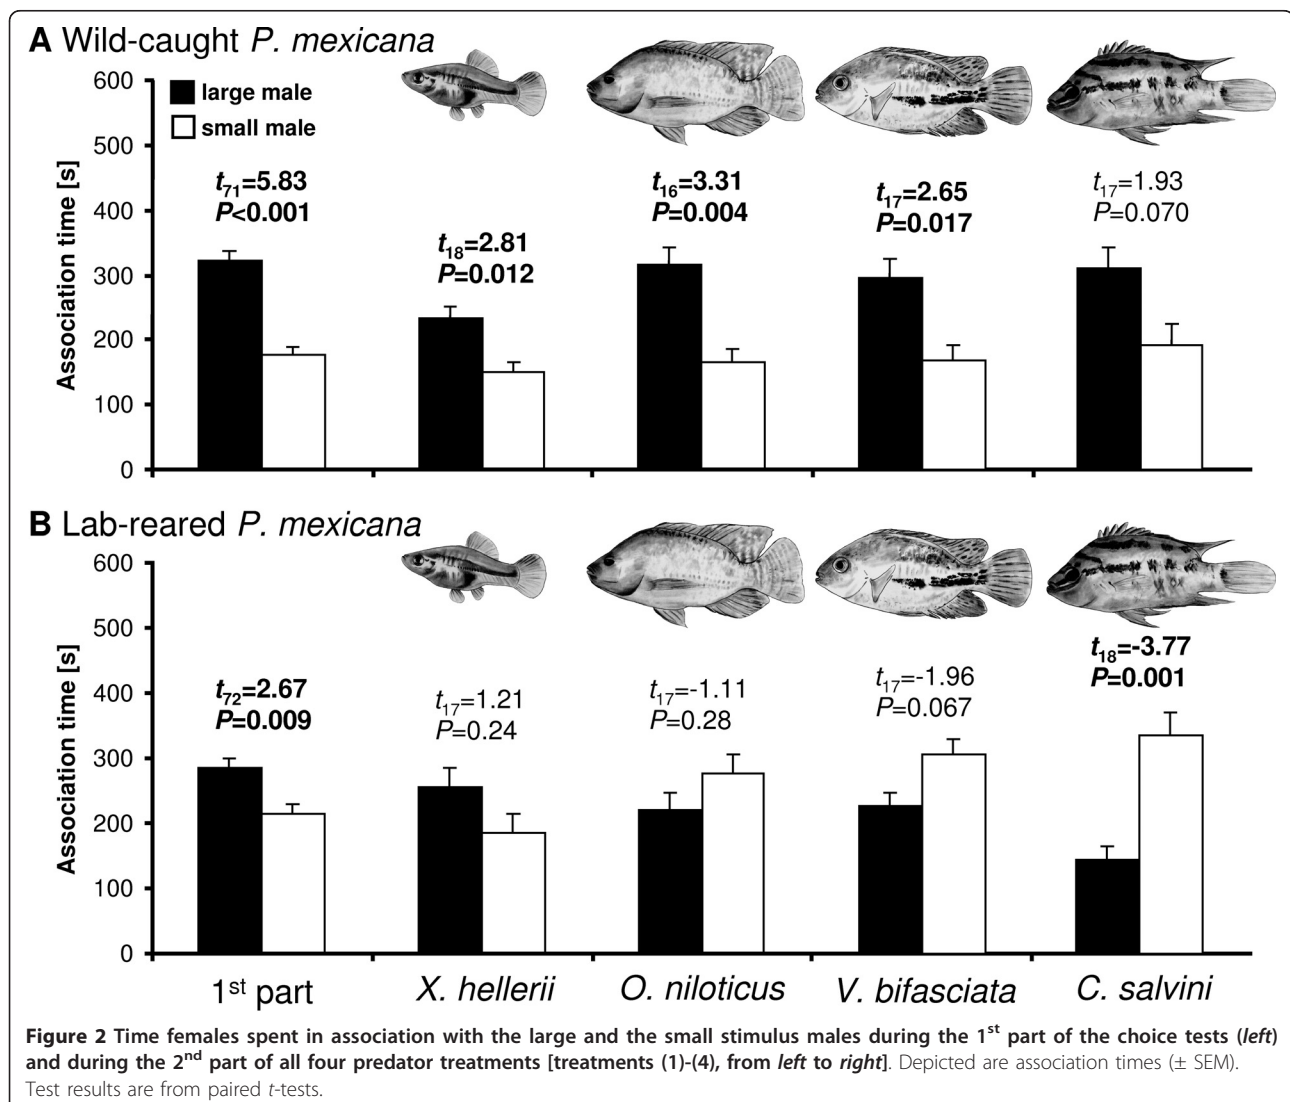 A Wild-caught P. mexicana
600
500
400
300
200
100
0
Association time [s]
large male
small male
t71=5.83
P<0.001
t18=2.81
P=0.012
t16=3.31
P=0.004
t17=2.65
P=0.017
t17=1.93
P=0.070
B Lab-reared P. mexicana
600
500
400
300
200
100
0
Association time [s]
t72=2.67
P=0.009
t17=1.21
P=0.24
t17=-1.11
P=0.28
t17=-1.96
P=0.067
t18=-3.77
P=0.001
1st part
X. hellerii
O. niloticus
V. bifasciata
C. salvini
Figure 2 Time females spent in association with the large and the small stimulus males during the 1st part of the choice tests (left)
and during the 2nd part of all four predator treatments [treatments (1)-(4), from left to right]. Depicted are association times (± SEM).
Test results are from paired t-tests.